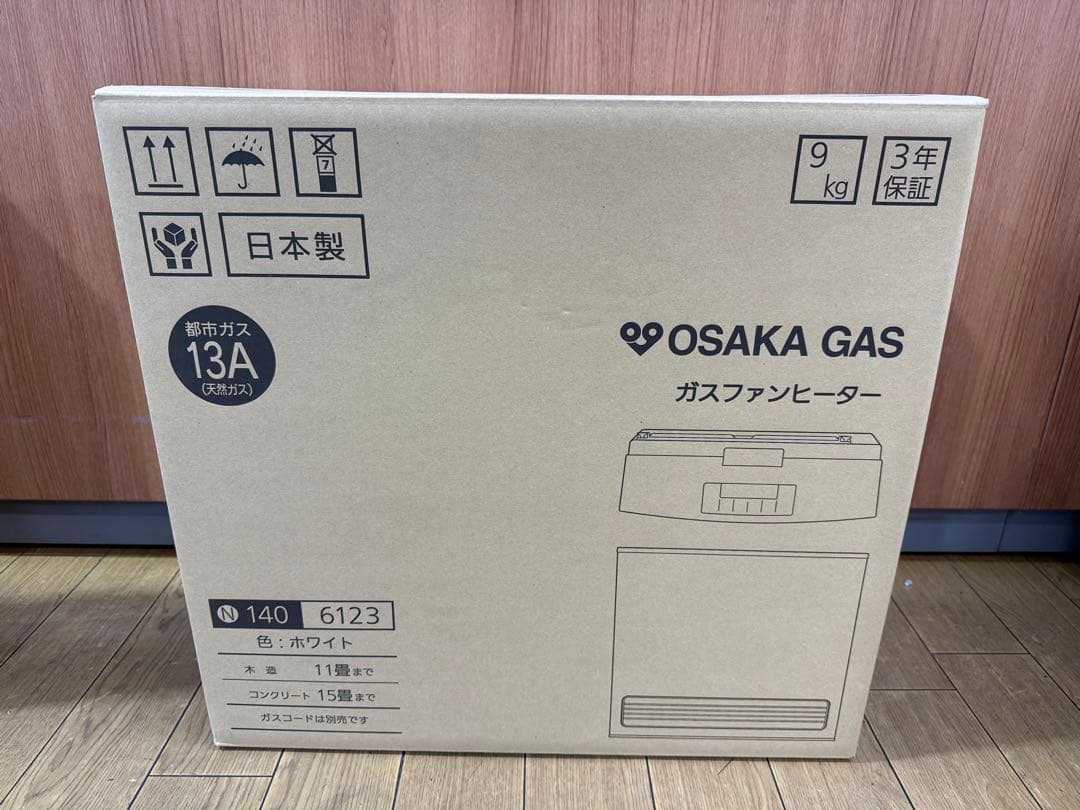 7
9
kg
3年
保証
日本製
都市ガス
13A
(天然ガス)
OSAKA GAS
ガスファンヒーター
N 140 6123
色：ホワイト
木造 11畳まで
コンクリート 15畳まで
ガスコードは別売です